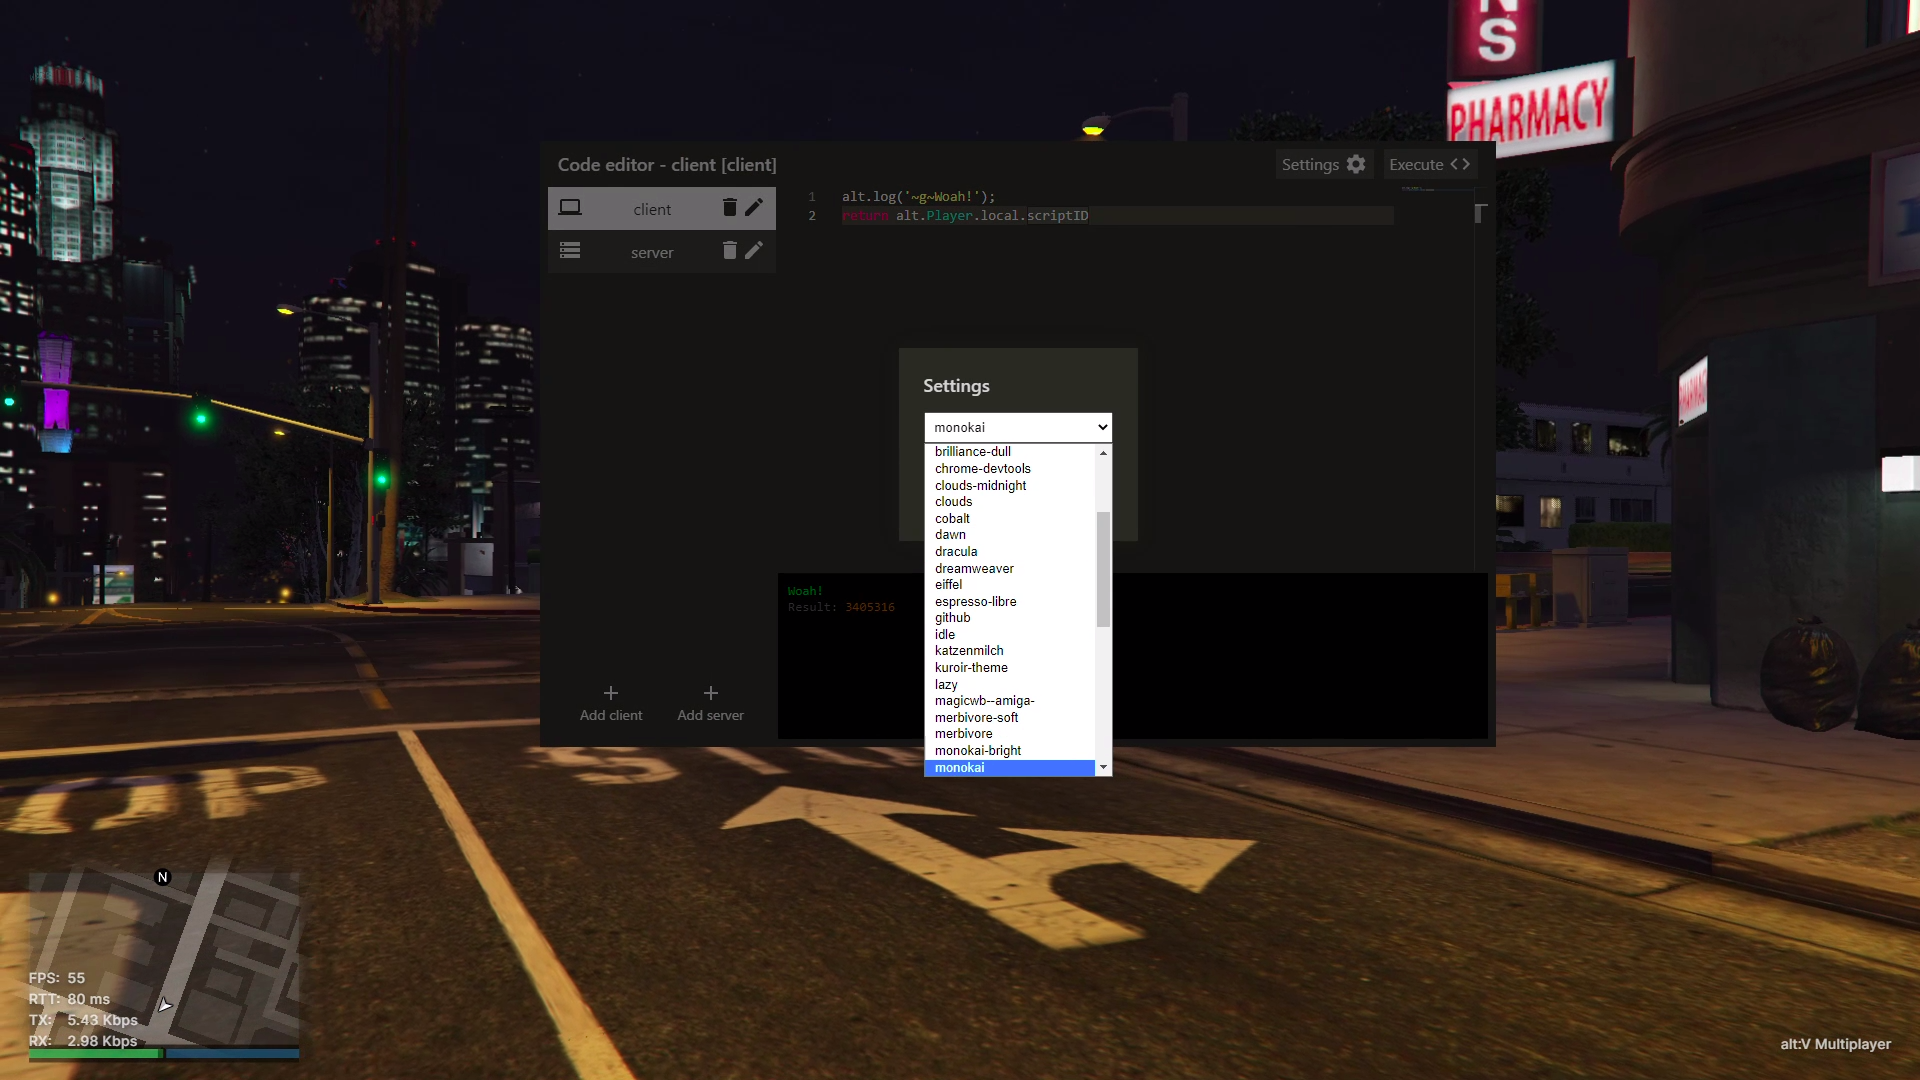 NS
PHARMACY
Code editor - client [client]
Settings
Execute
client
server
1 alt.log('~g~Woah!');
2 return alt.Player.local.scriptID
Settings
monokai
brilliance-dull
chrome-devtools
clouds-midnight
clouds
cobalt
dawn
dracula
dreamweaver
eiffel
espresso-libre
github
idle
katzenmilch
kuroir-theme
lazy
magicwb--amiga-
merbivore-soft
merbivore
monokai-bright
monokai
Woah!
Result: 3405316
Add client
Add server
PHARMAC
OP
N
FPS: 55
RTT: 80 ms
TX: 5.43 Kbps
RX: 2.98 Kbps
alt:V Multiplayer